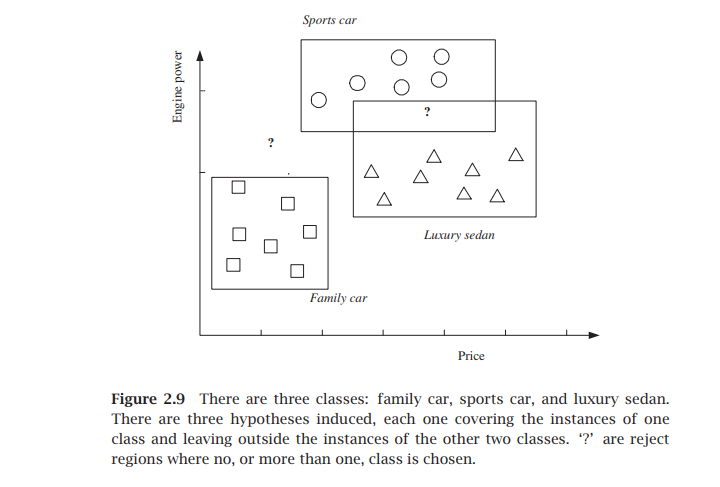 Sports car
Engine power
?
?
Luxury sedan
Family car
Price
Figure 2.9 There are three classes: family car, sports car, and luxury sedan.
There are three hypotheses induced, each one covering the instances of one
class and leaving outside the instances of the other two classes. ‘?’ are reject
regions where no, or more than one, class is chosen.